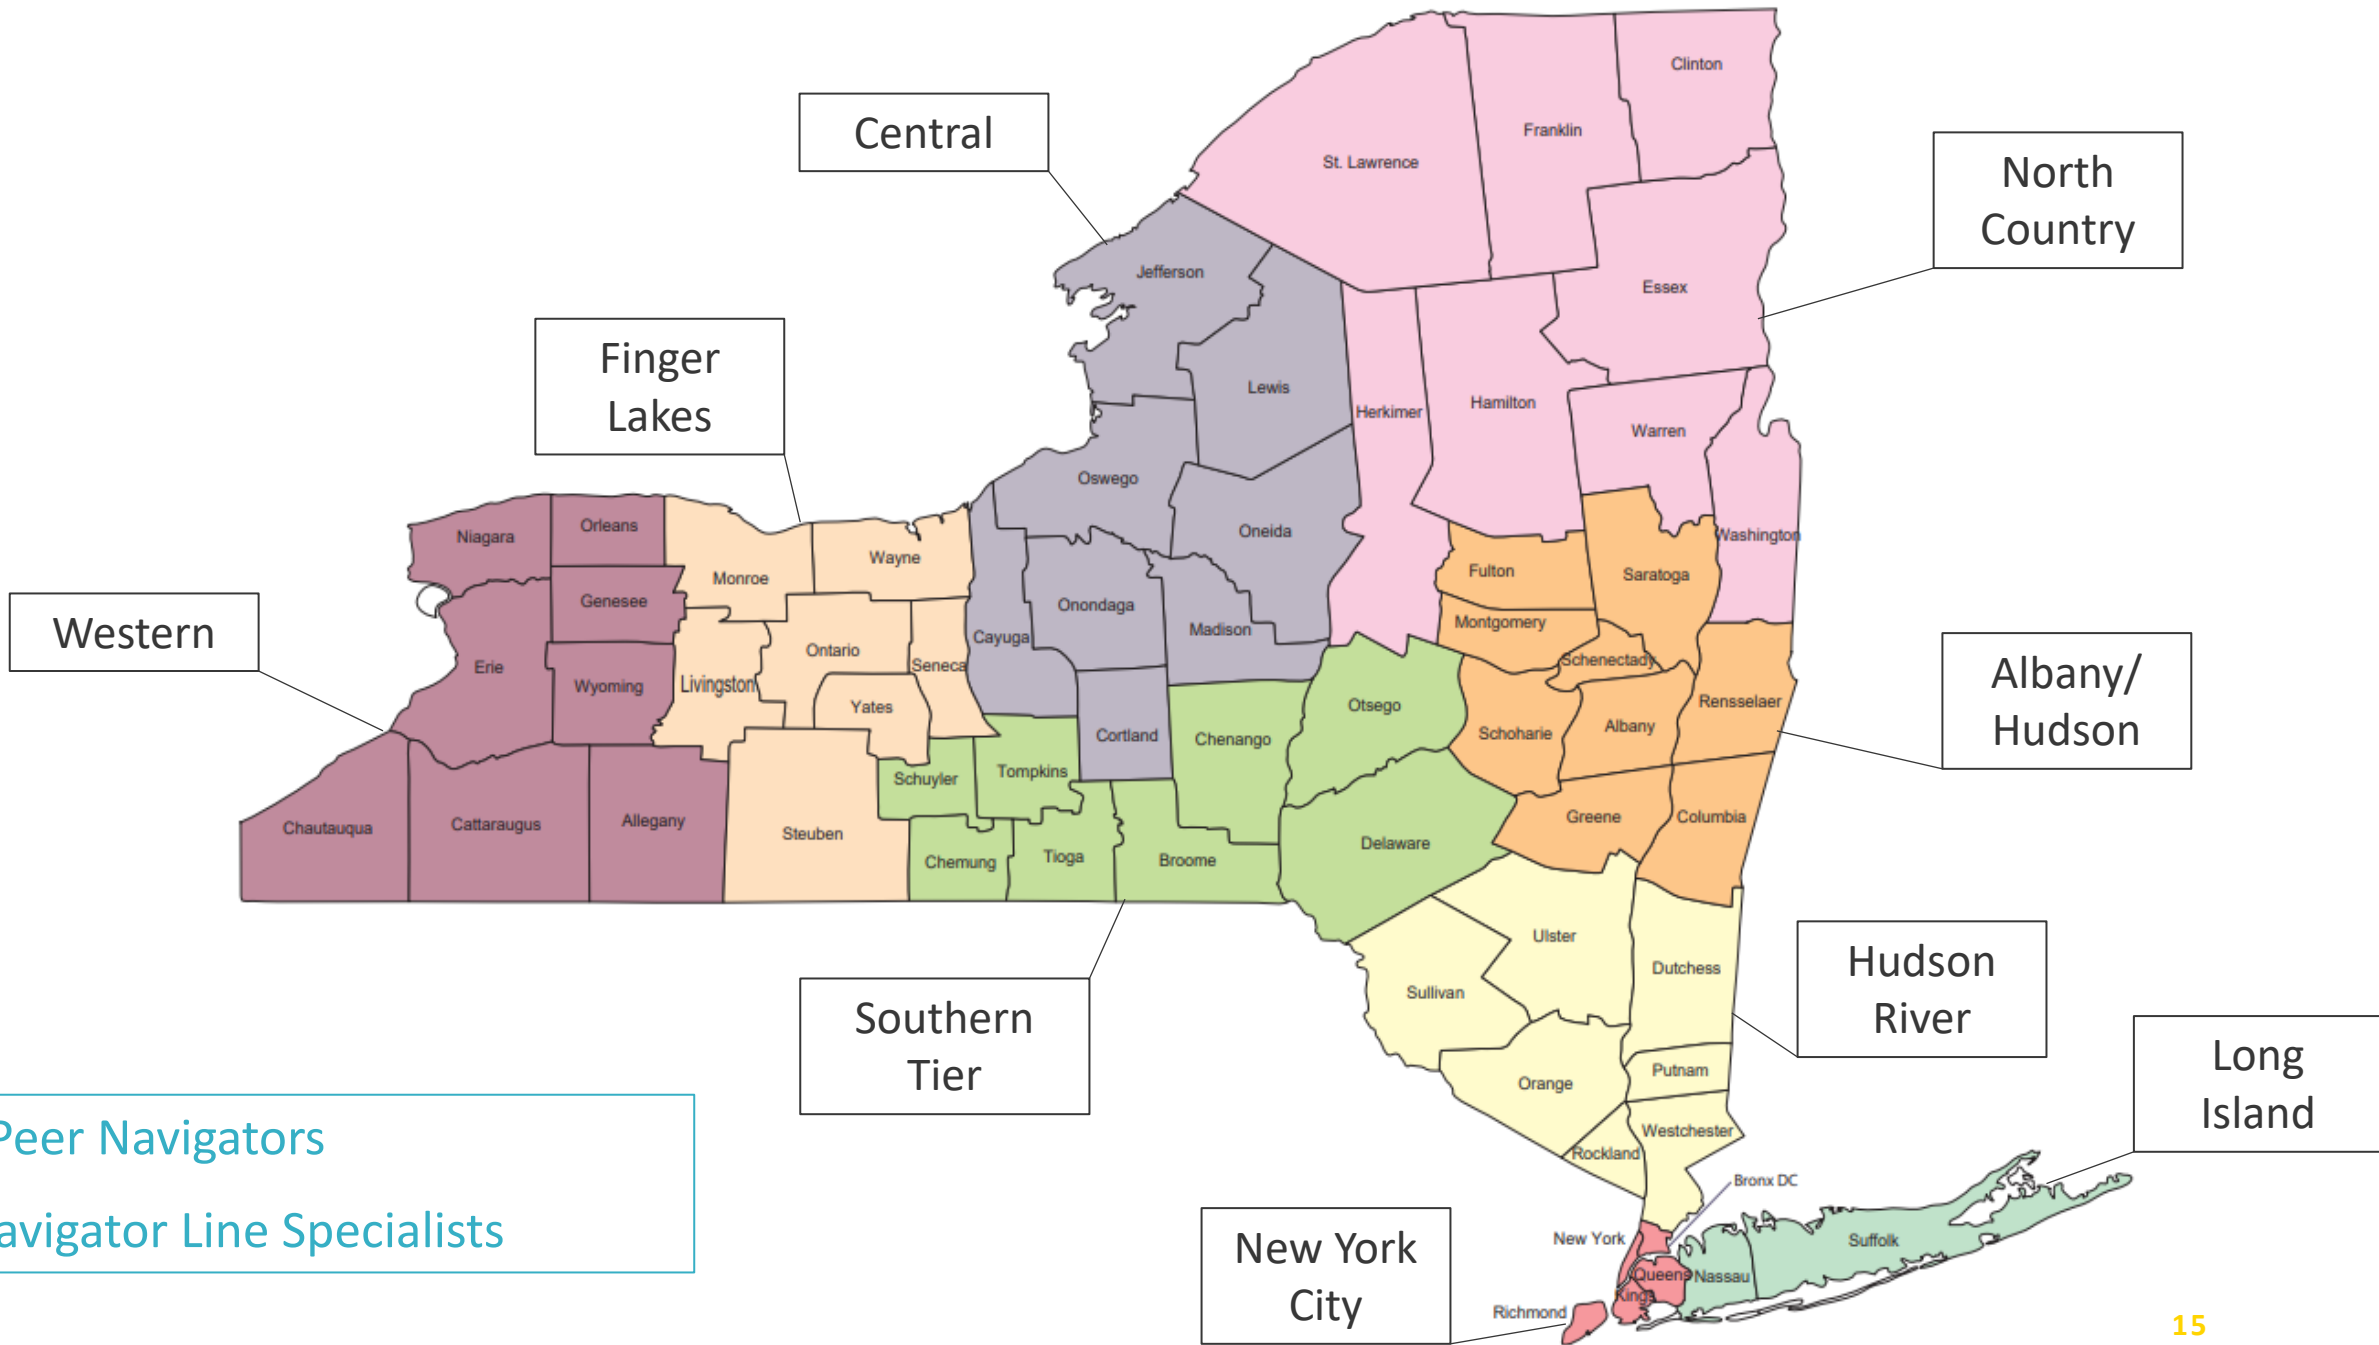 Clinton
Central
Franklin
North
Country
St. Lawrence
Jefferson
Essex
Finger
Lakes
Lewis
Herkimer
Hamilton
Warren
Oswego
Niagara
Orleans
Oneida
Washington
Wayne
Monroe
Fulton
Saratoga
Genesee
Onondaga
Western
Montgomery
Madison
Cayuga
Ontario
Erie
Seneca
Schenectady
Wyoming
Livingston
Albany/
Hudson
Rensselaer
Yates
Otsego
Albany
Schoharie
Cortland
Chenango
Schuyler
Tompkins
Chautauqua
Cattaraugus
Allegany
Steuben
Greene
Columbia
Delaware
Chemung
Tioga
Broome
Ulster
Hudson
River
Dutchess
Sullivan
Southern
Tier
Putnam
Orange
Long
Island
Peer Navigators
Westchester
Rockland
Bronx DC
avigator Line Specialists
New York
Suffolk
New York
City
Queens
Nassau
Kings
Richmond
15